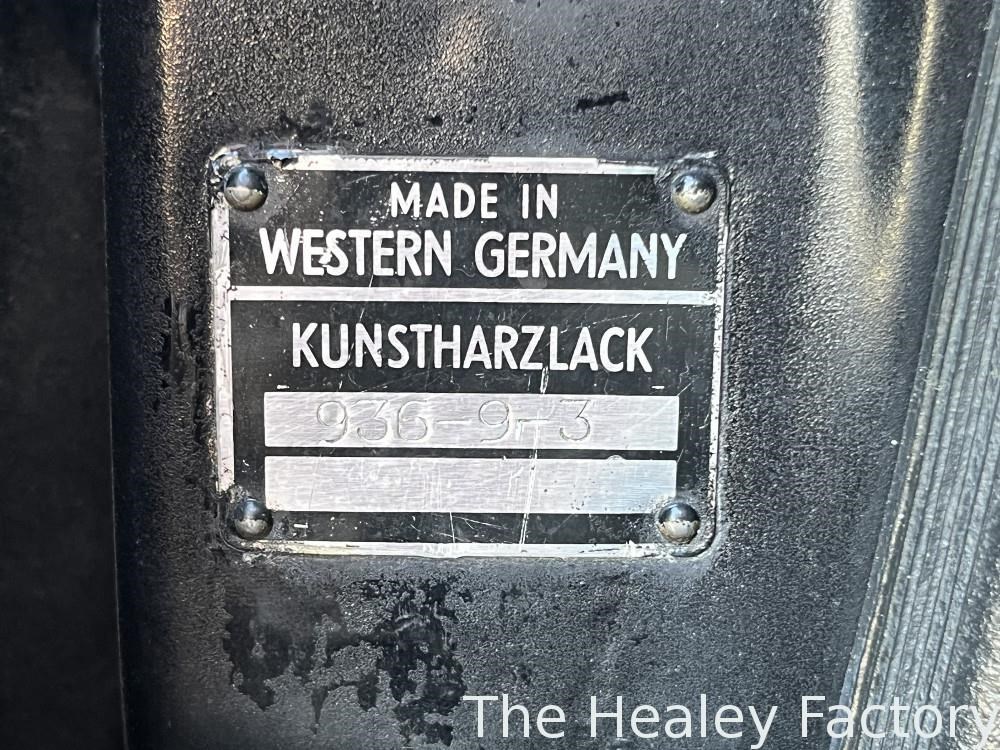 MADE IN
WESTERN GERMANY
KUNSTHARZLACK
936-9-3
The Healey Factory